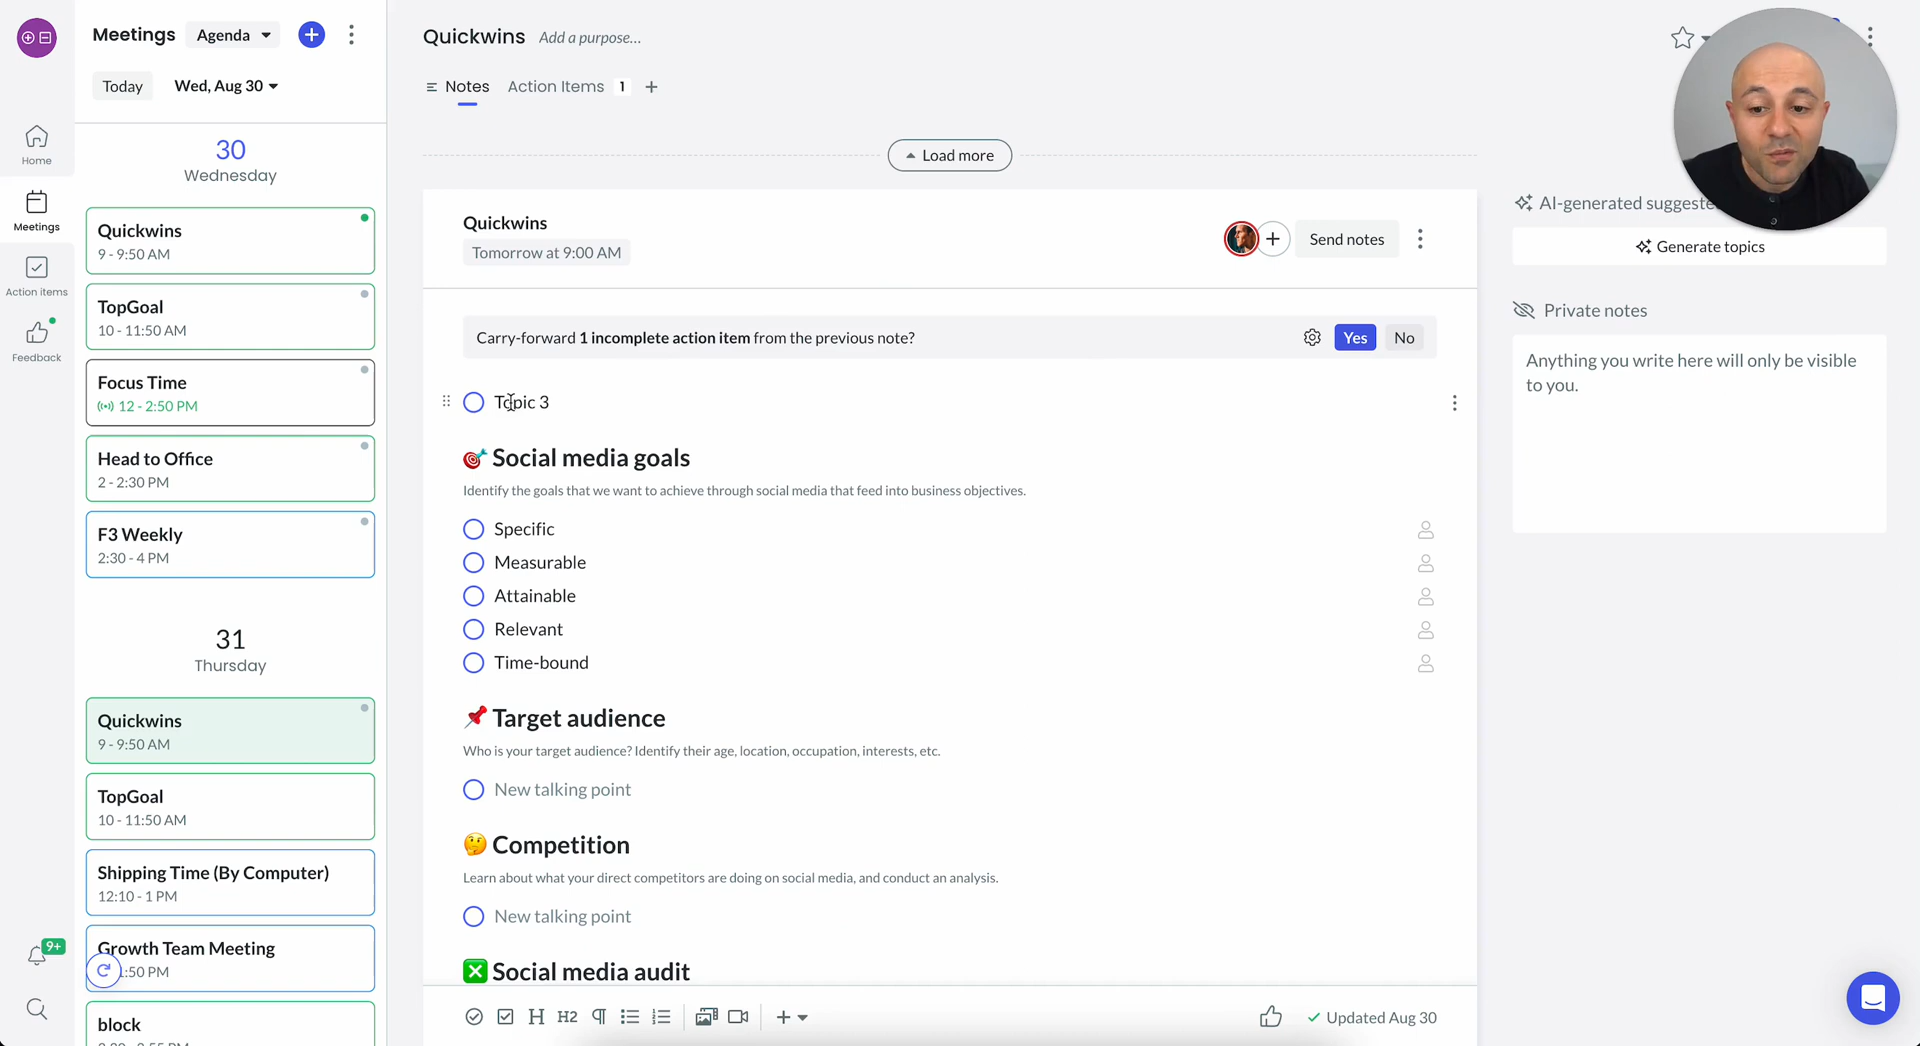 Meetings
Agenda
Today
Wed, Aug 30
Home
Meetings
Action items
Feedback
9+
30
Wednesday
Quickwins
9 - 9:50 AM
TopGoal
10 - 11:50 AM
Focus Time
12 - 2:50 PM
Head to Office
2 - 2:30 PM
F3 Weekly
2:30 - 4 PM
31
Thursday
Quickwins
9 - 9:50 AM
TopGoal
10 - 11:50 AM
Shipping Time (By Computer)
12:10 - 1 PM
Growth Team Meeting
:50 PM
block
Quickwins Add a purpose...
Notes Action Items 1
Load more
Quickwins
Tomorrow at 9:00 AM
Send notes
Carry-forward 1 incomplete action item from the previous note?
Yes No
Topic 3
Social media goals
Identify the goals that we want to achieve through social media that feed into business objectives.
Specific
Measurable
Attainable
Relevant
Time-bound
Target audience
Who is your target audience? Identify their age, location, occupation, interests, etc.
New talking point
Competition
Learn about what your direct competitors are doing on social media, and conduct an analysis.
New talking point
Social media audit
H H2
Updated Aug 30
AI-generated
Generate topics
Private notes
Anything you write here will only be visible
to you.